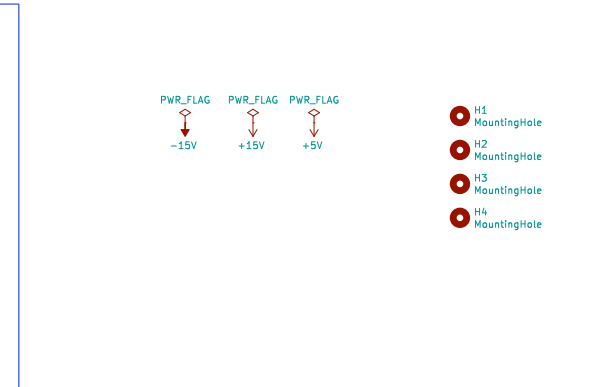 PWR_FLAG PWR_FLAG PWR_FLAG
-15V +15V +5V
H1
MountingHole
H2
MountingHole
H3
MountingHole
H4
MountingHole